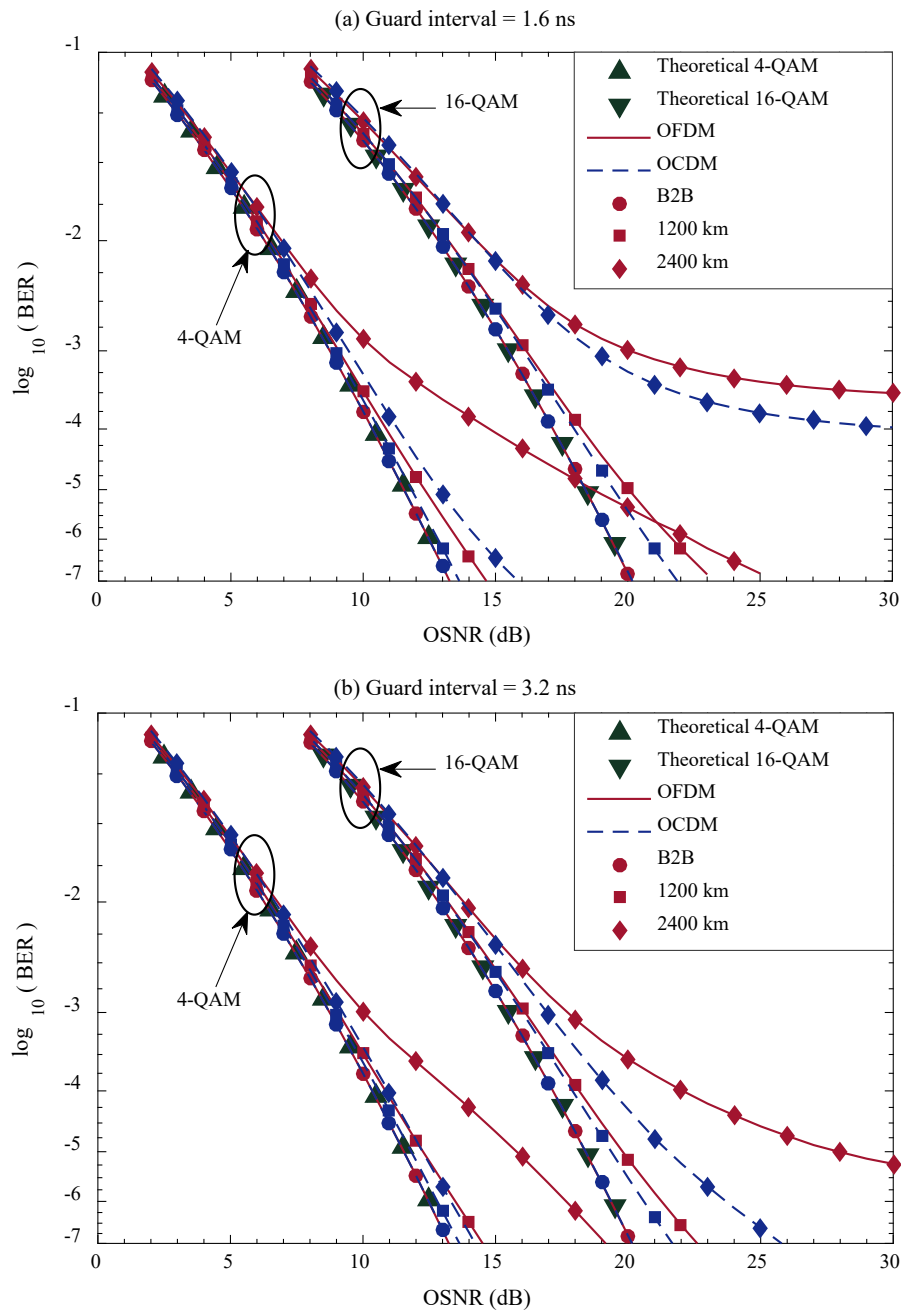 (a) Guard interval = 1.6 ns
-1
-2
-3
-4
-5
-6
-7
log 10 ( BER )
16-QAM
4-QAM
Theoretical 4-QAM
Theoretical 16-QAM
OFDM
OCDM
B2B
1200 km
2400 km
0 5 10 15 20 25 30
OSNR (dB)
(b) Guard interval = 3.2 ns
-1
-2
-3
-4
-5
-6
-7
log 10 ( BER )
16-QAM
4-QAM
Theoretical 4-QAM
Theoretical 16-QAM
OFDM
OCDM
B2B
1200 km
2400 km
0 5 10 15 20 25 30
OSNR (dB)